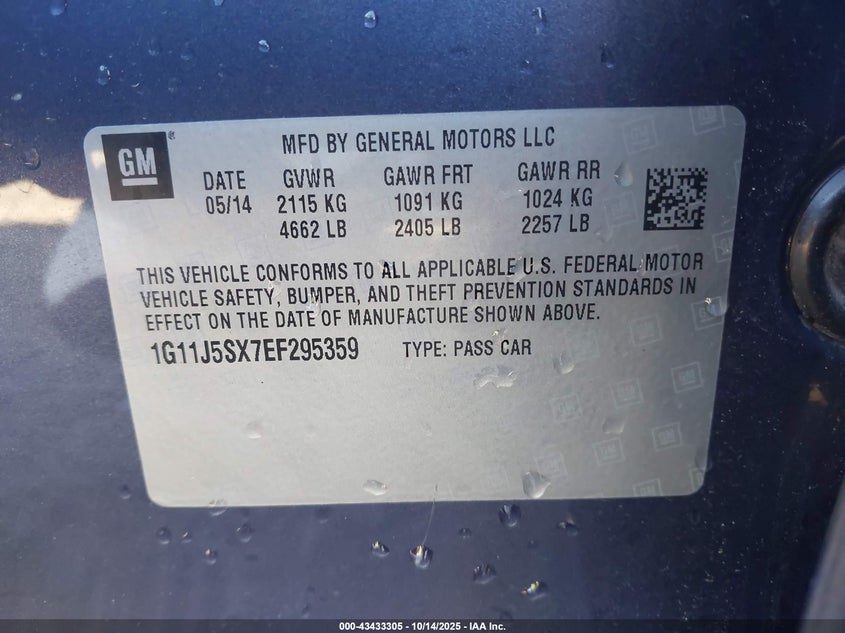 GM ®
MFD BY GENERAL MOTORS LLC
DATE GVWR GAWR FRT GAWR RR
05/14 2115 KG 1091 KG 1024 KG
4662 LB 2405 LB 2257 LB
THIS VEHICLE CONFORMS TO ALL APPLICABLE U.S. FEDERAL MOTOR
VEHICLE SAFETY, BUMPER, AND THEFT PREVENTION STANDARDS IN
EFFECT ON THE DATE OF MANUFACTURE SHOWN ABOVE.
1G11J5SX7EF295359 TYPE: PASS CAR
000-43433305 - 10/14/2025 - IAA Inc.